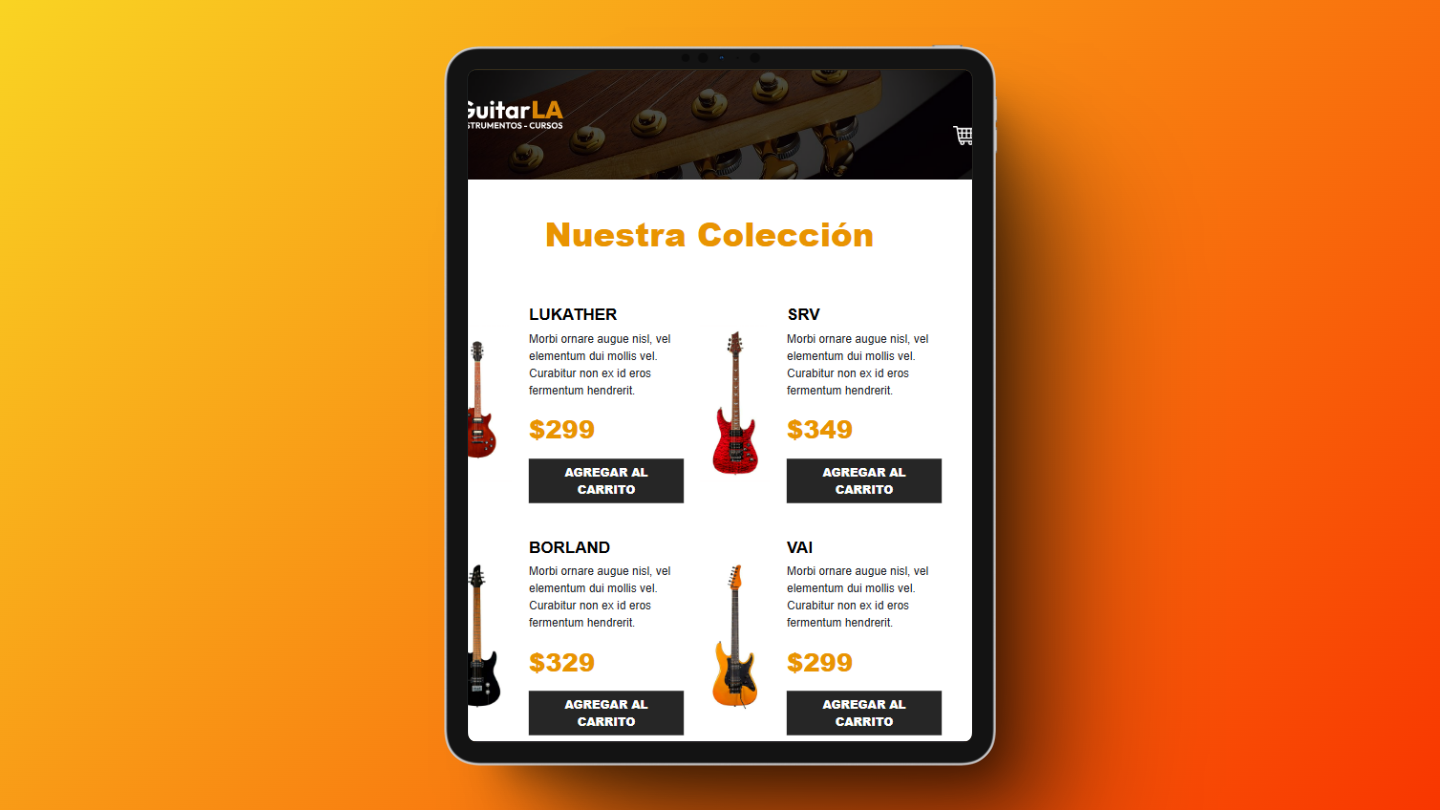 GuitarLA
STRUMENTOS - CURSOS
Nuestra Colección
LUKATHER
Morbi ornare augue nisl, vel
elementum dui mollis vel.
Curabitur non ex id eros
fermentum hendrerit.
$299
AGREGAR AL
CARRITO
SRV
Morbi ornare augue nisl, vel
elementum dui mollis vel.
Curabitur non ex id eros
fermentum hendrerit.
$349
AGREGAR AL
CARRITO
BORLAND
Morbi ornare augue nisl, vel
elementum dui mollis vel.
Curabitur non ex id eros
fermentum hendrerit.
$329
AGREGAR AL
CARRITO
VAI
Morbi ornare augue nisl, vel
elementum dui mollis vel.
Curabitur non ex id eros
fermentum hendrerit.
$299
AGREGAR AL
CARRITO